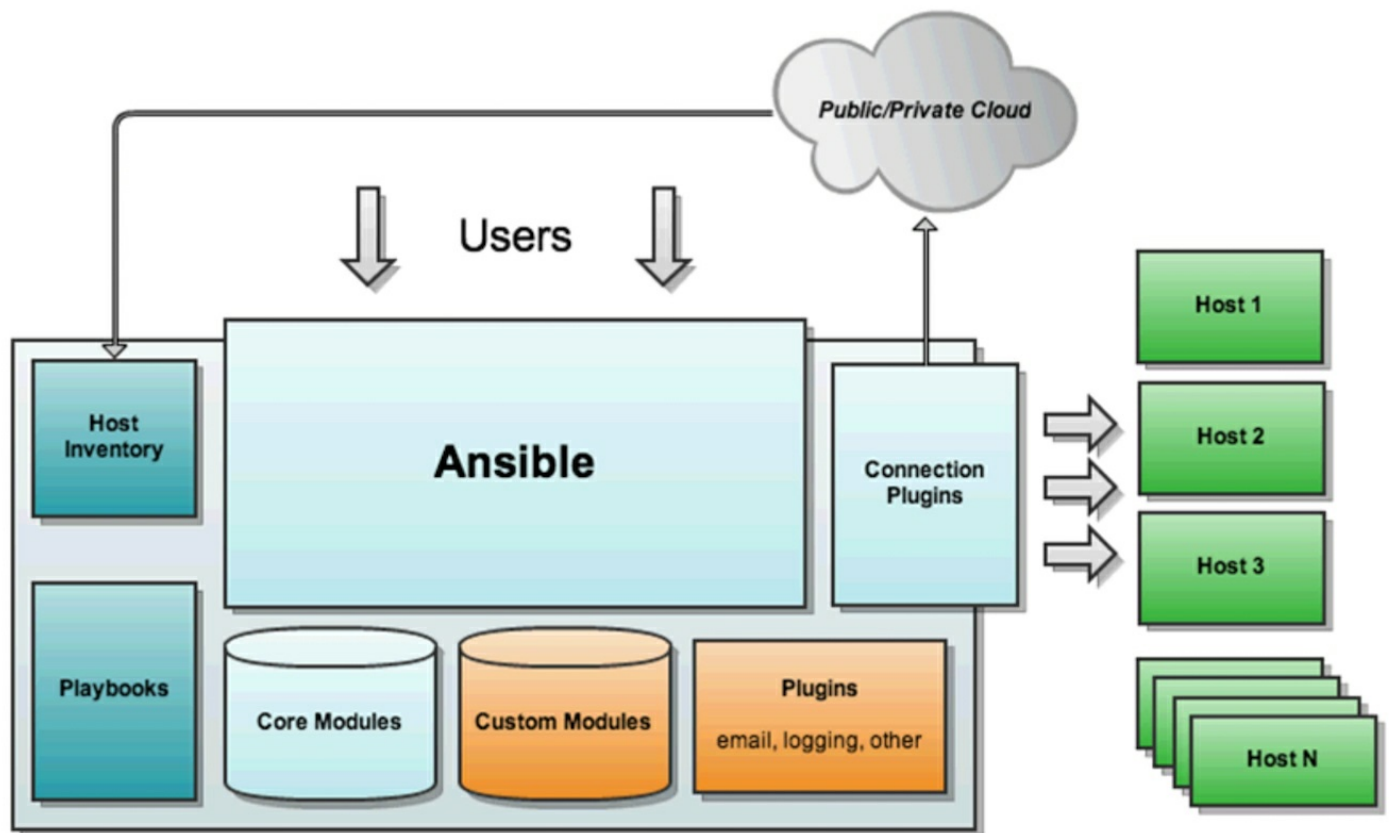 Public/Private Cloud
Users
Host 1
Host
Inventory
Ansible
Connection
Plugins
Host 2
Host 3
Playbooks
Core Modules
Custom Modules
Plugins
email, logging, other
Host N